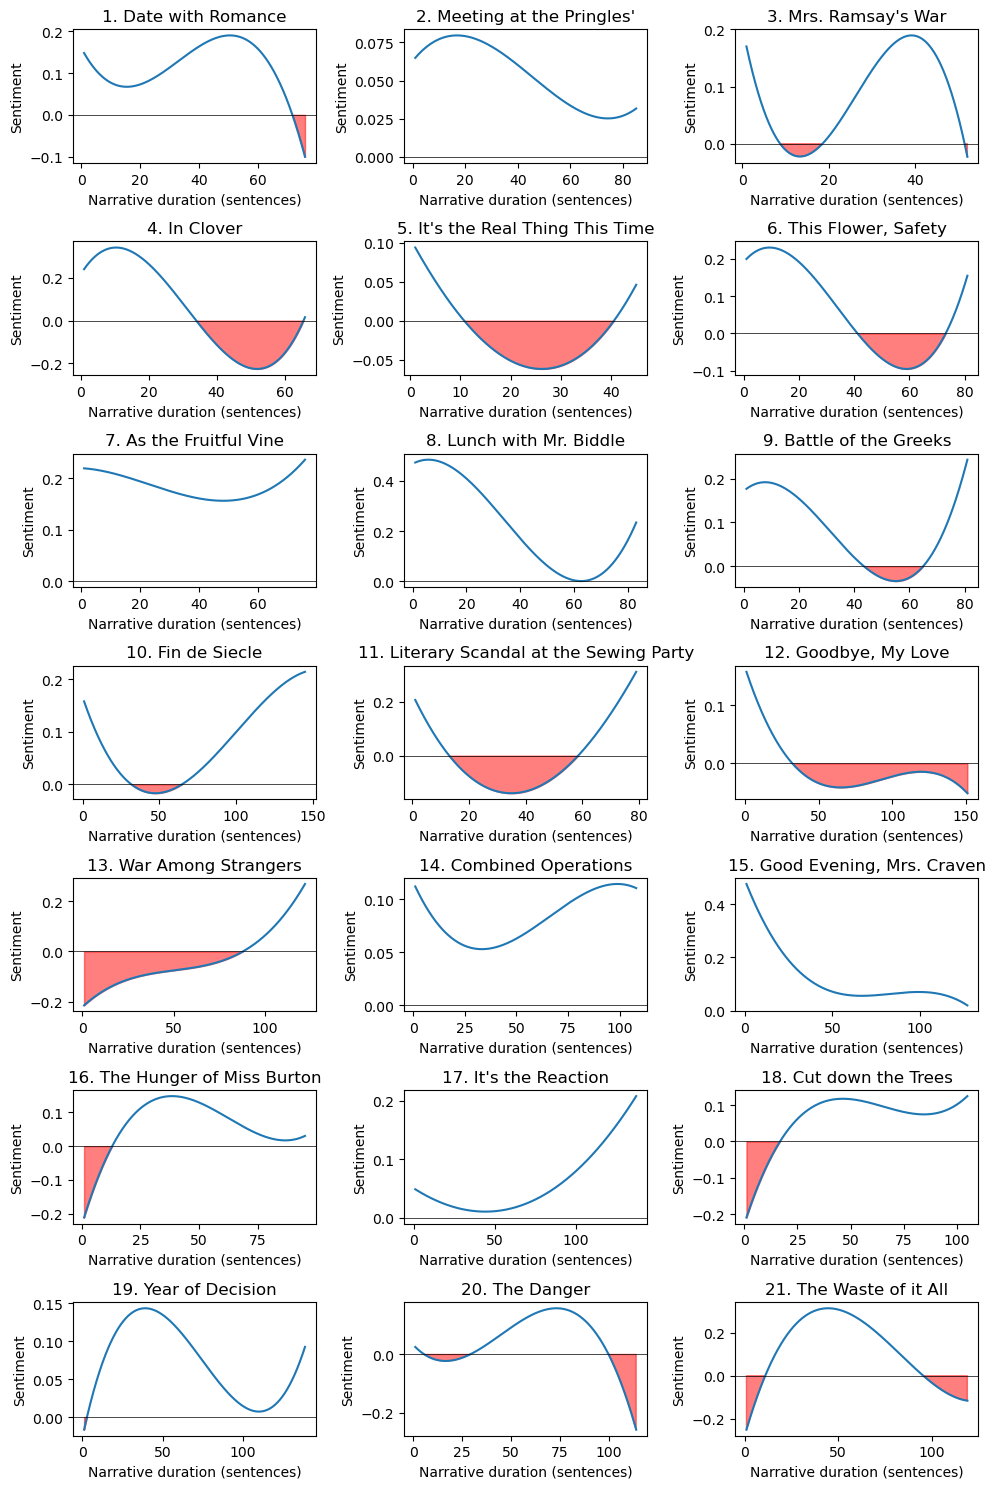 1. Date with Romance
2. Meeting at the Pringles'
3. Mrs. Ramsay's War
Sentiment
0.2
0.1
0.0
−0.1
0 20 40 60
Narrative duration (sentences)
Sentiment
0.075
0.050
0.025
0.000
0 20 40 60 80
Narrative duration (sentences)
Sentiment
0.2
0.1
0.0
0 20 40
Narrative duration (sentences)
4. In Clover
5. It's the Real Thing This Time
6. This Flower, Safety
Sentiment
0.2
0.0
−0.2
0 20 40 60
Narrative duration (sentences)
Sentiment
0.10
0.05
0.00
−0.05
0 10 20 30 40
Narrative duration (sentences)
Sentiment
0.2
0.1
0.0
−0.1
0 20 40 60 80
Narrative duration (sentences)
7. As the Fruitful Vine
8. Lunch with Mr. Biddle
9. Battle of the Greeks
Sentiment
0.2
0.1
0.0
0 20 40 60
Narrative duration (sentences)
Sentiment
0.4
0.2
0.0
0 20 40 60 80
Narrative duration (sentences)
Sentiment
0.2
0.1
0.0
0 20 40 60 80
Narrative duration (sentences)
10. Fin de Siecle
11. Literary Scandal at the Sewing Party
12. Goodbye, My Love
Sentiment
0.2
0.1
0.0
0 50 100 150
Narrative duration (sentences)
Sentiment
0.2
0.0
0 20 40 60 80
Narrative duration (sentences)
Sentiment
0.1
0.0
0 50 100 150
Narrative duration (sentences)
13. War Among Strangers
14. Combined Operations
15. Good Evening, Mrs. Craven
Sentiment
0.2
0.0
−0.2
0 50 100
Narrative duration (sentences)
Sentiment
0.10
0.05
0.00
0 25 50 75 100
Narrative duration (sentences)
Sentiment
0.4
0.2
0.0
0 50 100
Narrative duration (sentences)
16. The Hunger of Miss Burton
17. It's the Reaction
18. Cut down the Trees
Sentiment
0.1
0.0
−0.1
−0.2
0 25 50 75
Narrative duration (sentences)
Sentiment
0.2
0.1
0.0
0 50 100
Narrative duration (sentences)
Sentiment
0.1
0.0
−0.1
−0.2
0 25 50 75 100
Narrative duration (sentences)
19. Year of Decision
20. The Danger
21. The Waste of it All
Sentiment
0.15
0.10
0.05
0.00
0 50 100
Narrative duration (sentences)
Sentiment
0.0
−0.2
0 25 50 75 100
Narrative duration (sentences)
Sentiment
0.2
0.0
−0.2
0 50 100
Narrative duration (sentences)